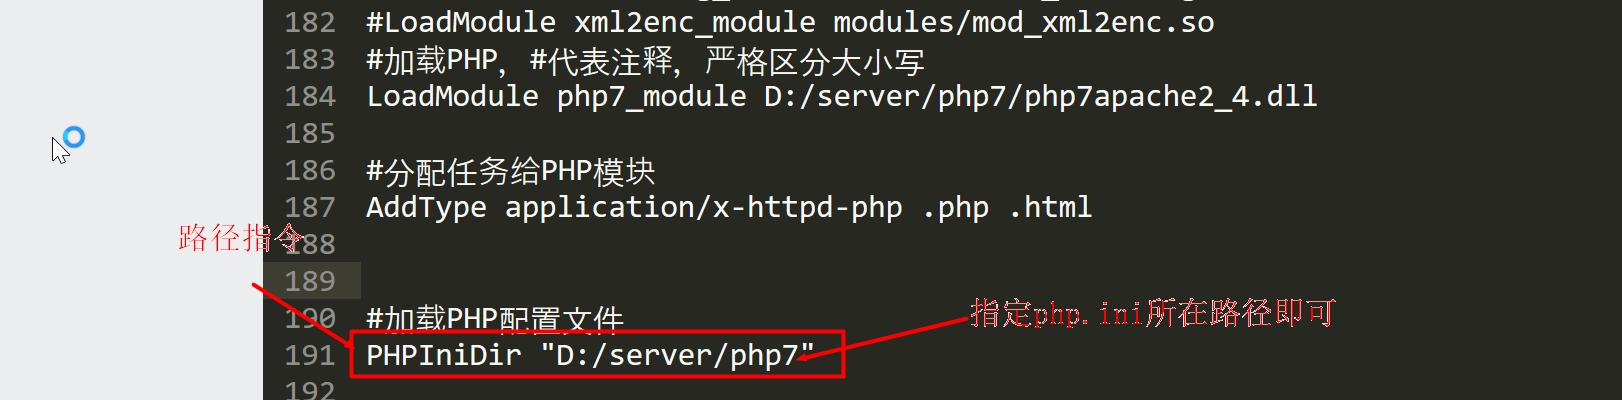 182 #LoadModule xml2enc_module modules/mod_xml2enc.so
183 #加载PHP, #代表注释, 严格区分大小写
184 LoadModule php7_module D:/server/php7/php7apache2_4.dll
185
186 #分配任务给PHP模块
187 AddType application/x-httpd-php .php .html
路径指令
188
189
190 #加载PHP配置文件
指定php.ini所在路径即可
191 PHPIniDir "D:/server/php7"
192